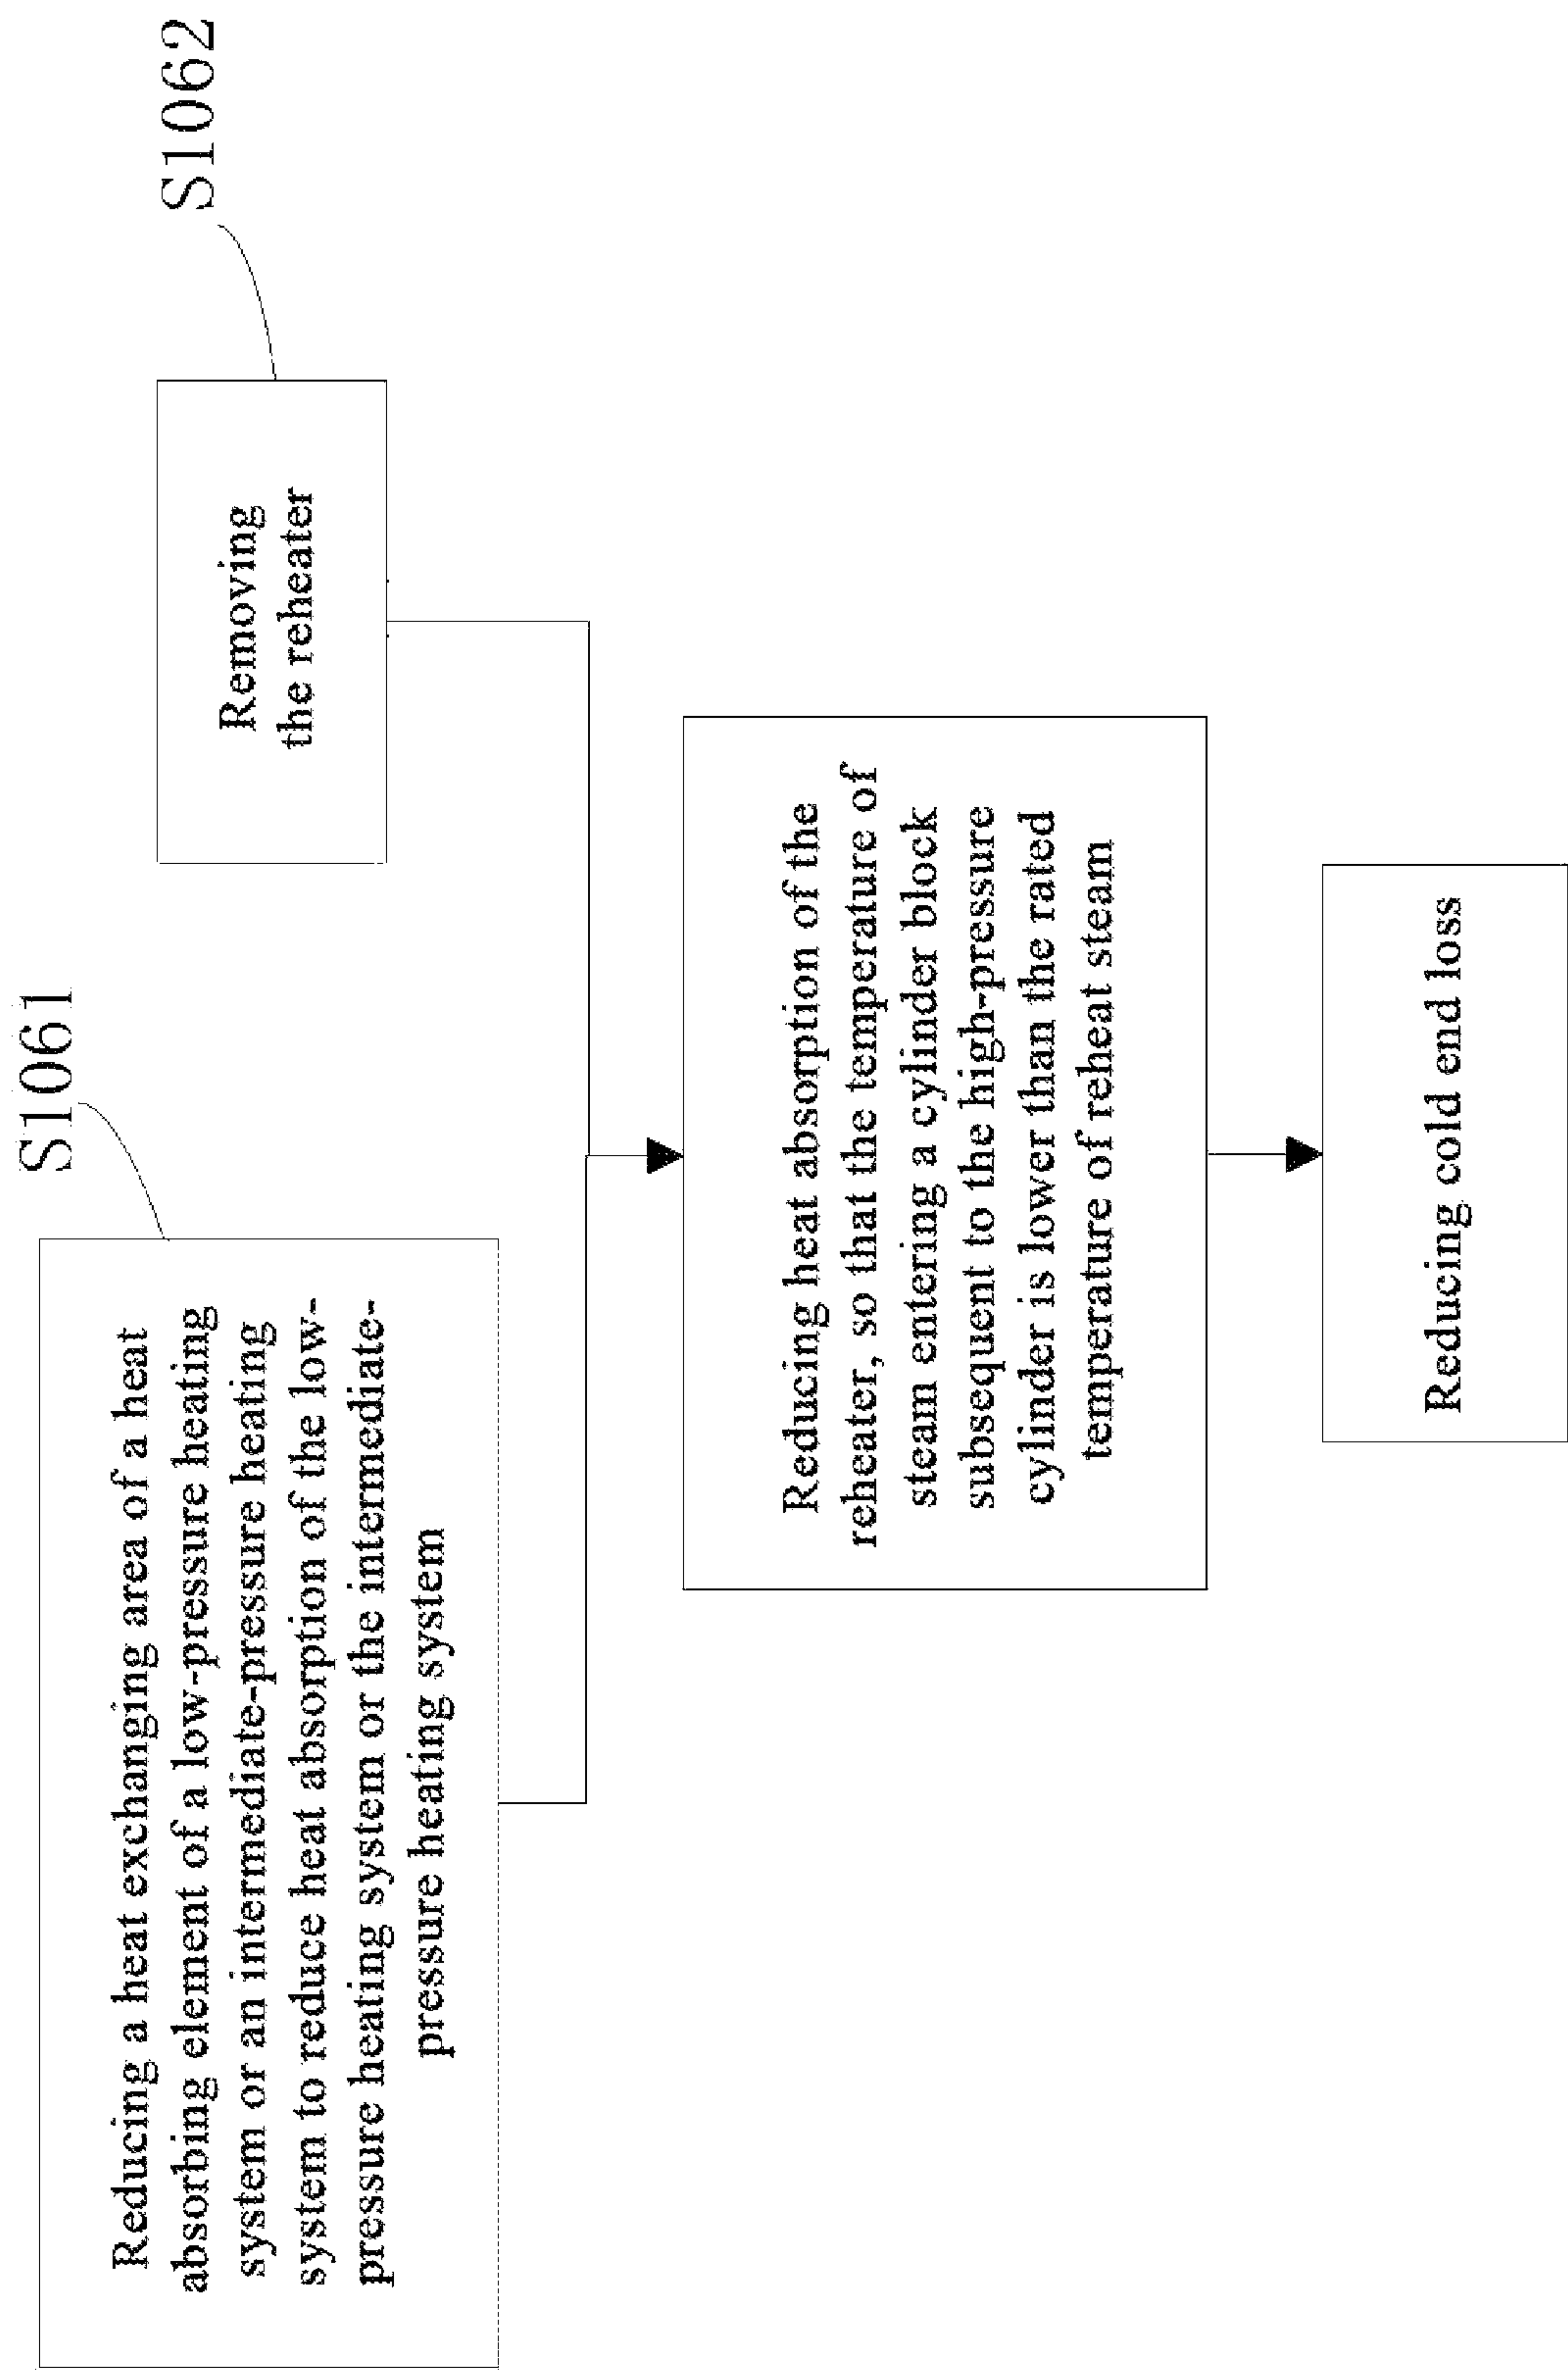 S1061
Reducing a heat exchanging area of a heat
absorbing element of a low-pressure heating
system or an intermediate-pressure heating
system to reduce heat absorption of the low-
pressure heating system or the intermediate-
pressure heating system
S1062
Removing
the reheater
Reducing heat absorption of the
reheater, so that the temperature of
steam entering a cylinder block
subsequent to the high-pressure
cylinder is lower than the rated
temperature of reheat steam
Reducing cold end loss